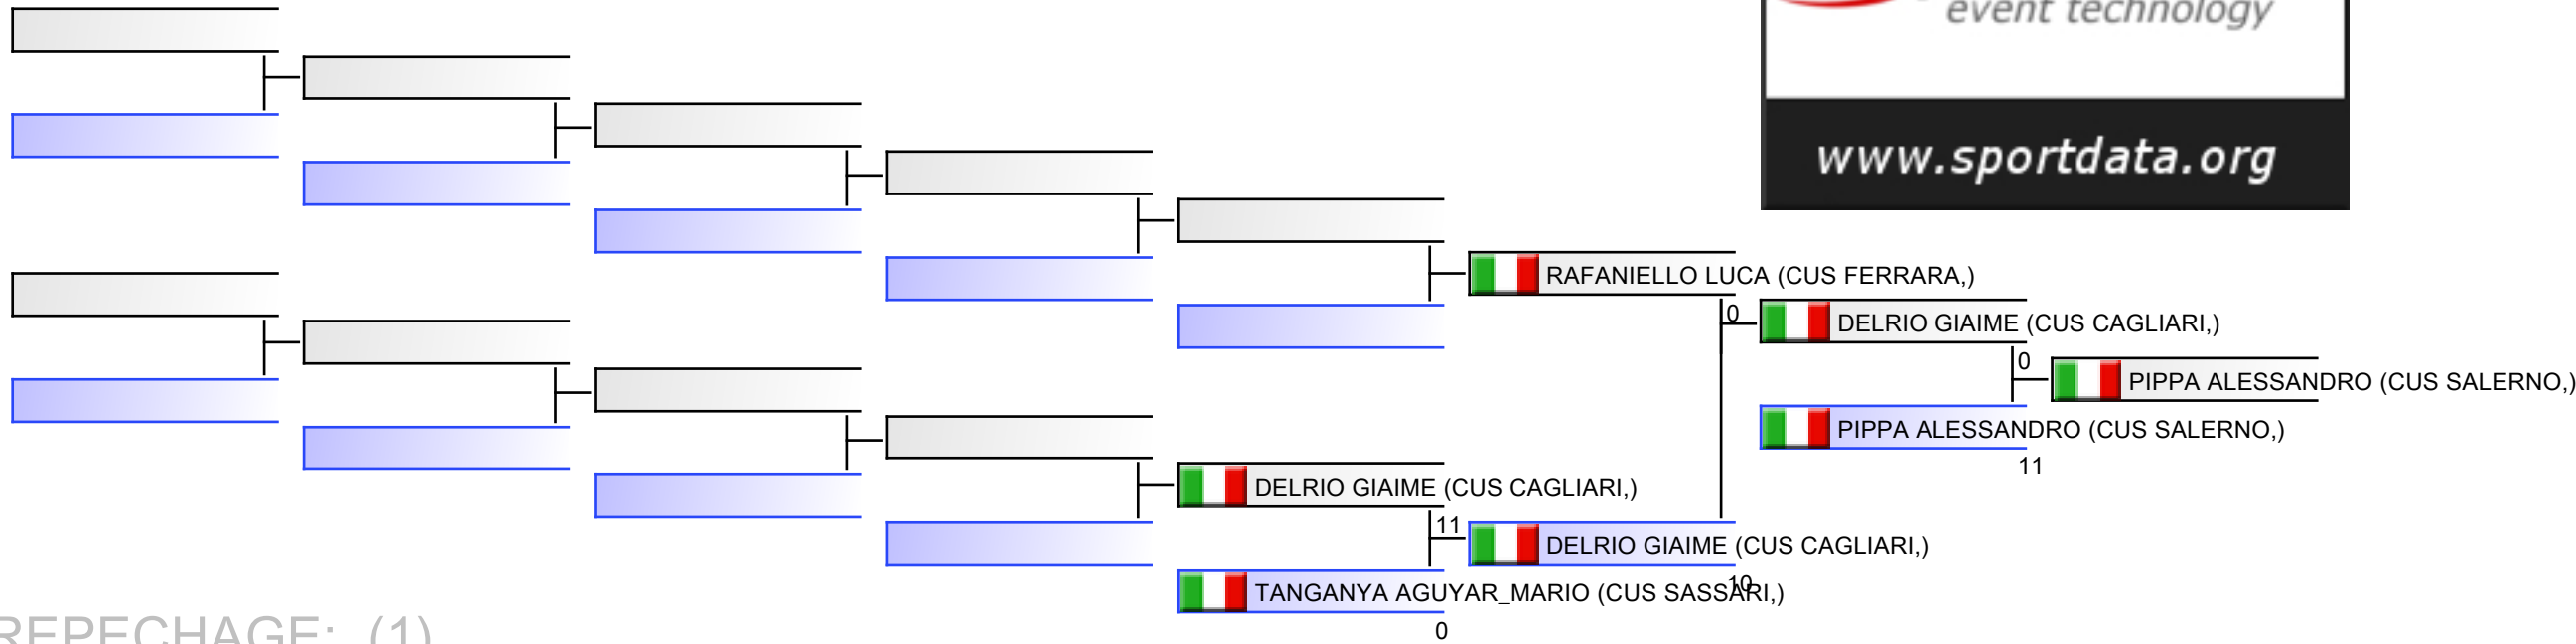 event technology
www.sportdata.org
RAFANIELLO LUCA (CUS FERRARA,)
0
DELRIO GIAIME (CUS CAGLIARI,)
0
PIPPA ALESSANDRO (CUS SALERNO,)
PIPPA ALESSANDRO (CUS SALERNO,)
11
DELRIO GIAIME (CUS CAGLIARI,)
11
DELRIO GIAIME (CUS CAGLIARI,)
10
TANGANYA AGUYAR_MARIO (CUS SASSARI,)
0
REPECHAGE: (1)